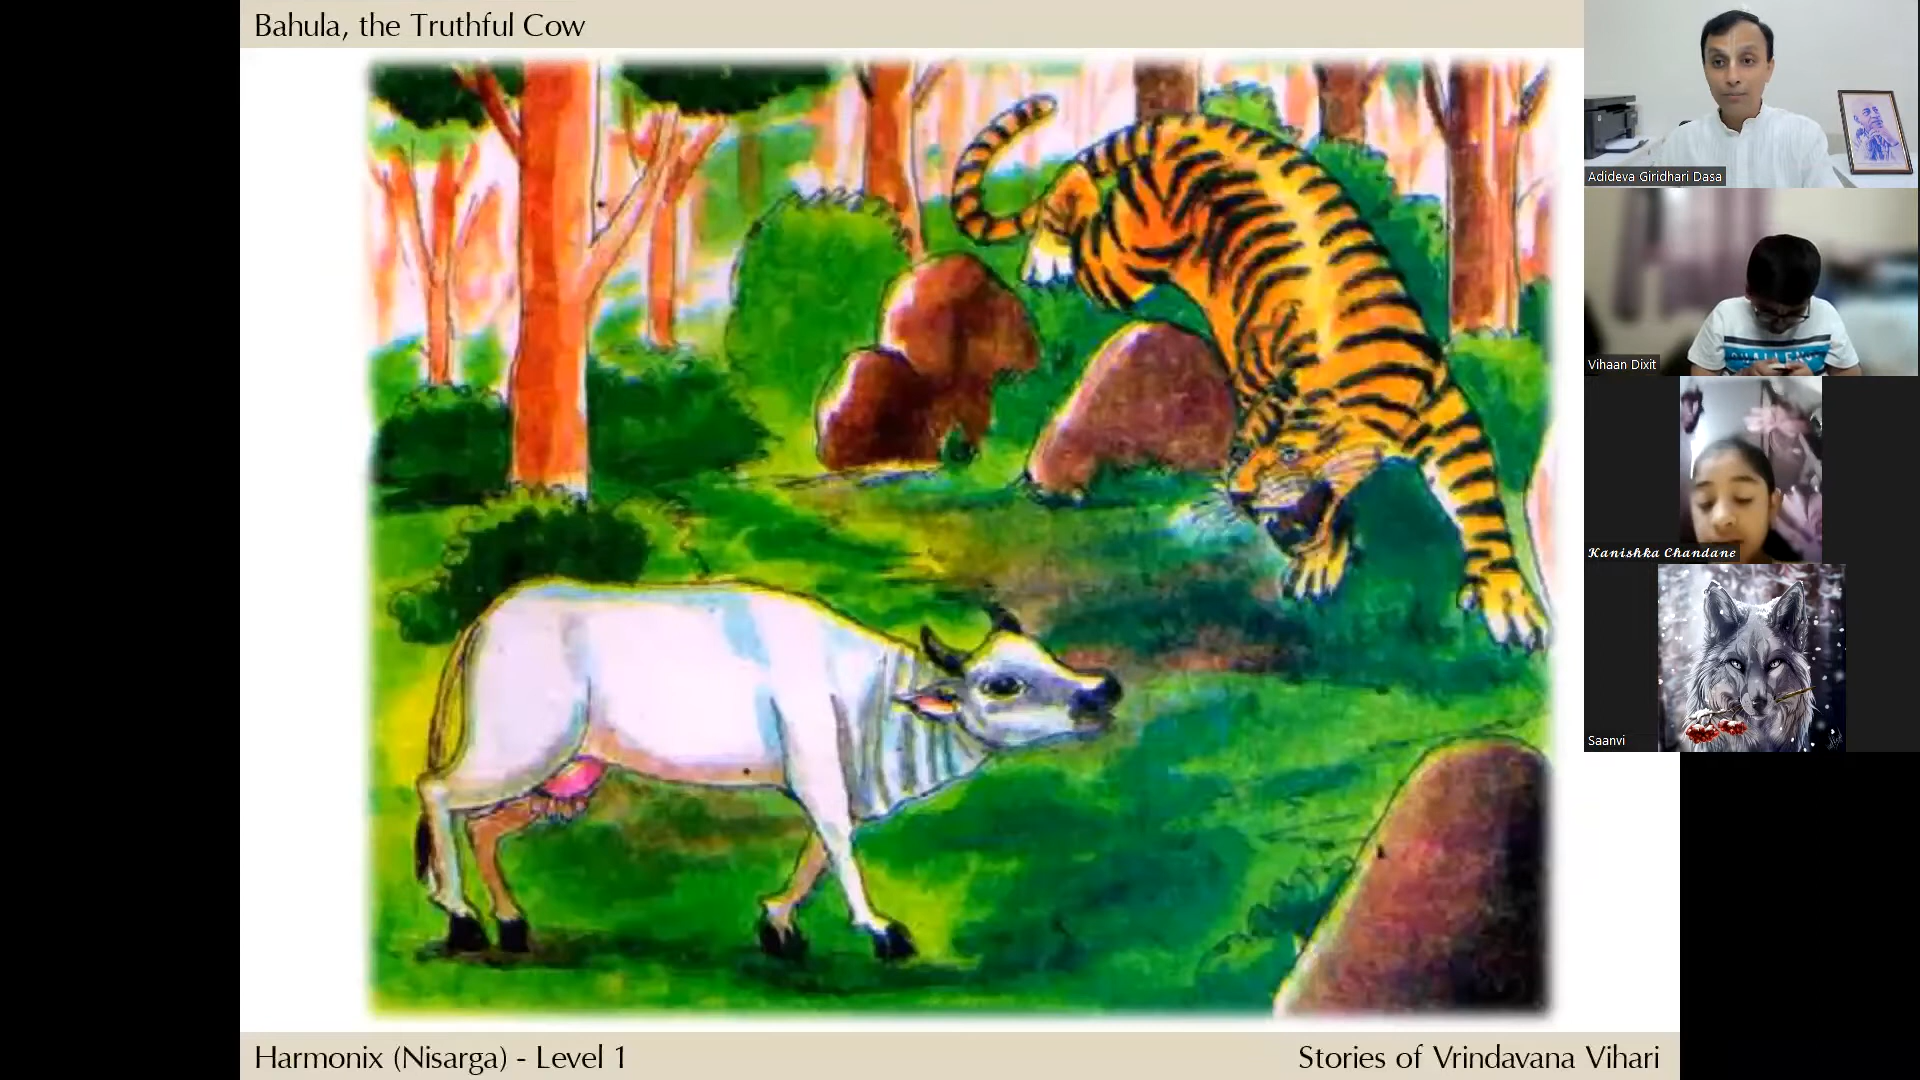 Bahula, the Truthful Cow
Adideva Giridhari Dasa
Vihaan Dixit
Kanishka Chandane
Saanvi
Harmonix (Nisarga) - Level 1
Stories of Vrindavana Vihari